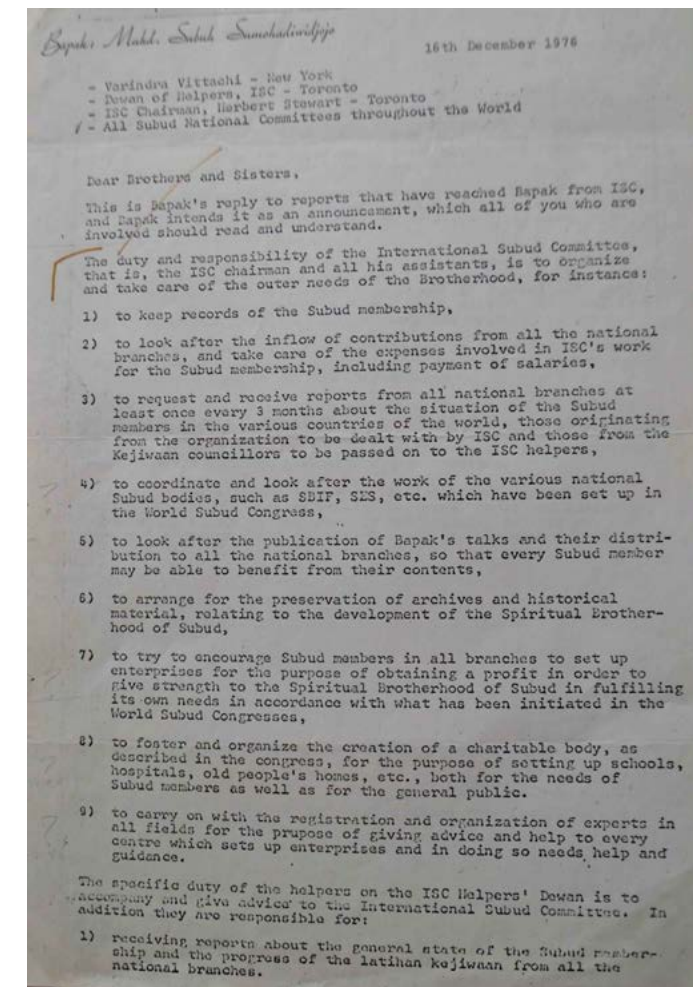 Bapak Muhd. Subuh Sumohadiwidjojo
16th December 1976
- Varindra Vittachi - New York
- Dewan of Helpers, ISC - Toronto
- ISC Chairman, Herbert Stewart - Toronto
- All Subud National Committees throughout the World
Dear Brothers and Sisters,
This is Bapak's reply to reports that have reached Bapak from ISC,
and Bapak intends it as an announcement, which all of you who are
involved should read and understand.
The duty and responsibility of the International Subud Committee,
that is, the ISC chairman and all his assistants, is to organize
and take care of the outer needs of the Brotherhood, for instance:
1) to keep records of the Subud membership,
2) to look after the inflow of contributions from all the national
branches, and take care of the expenses involved in ISC's work
for the Subud membership, including payment of salaries,
3) to request and receive reports from all national branches at
least once every 3 months about the situation of the Subud
members in the various countries of the world, those originating
from the organization to be dealt with by ISC and those from the
Kejiwaan councillors to be passed on to the ISC helpers,
4) to coordinate and look after the work of the various national
Subud bodies, such as SBIF, SES, etc. which have been set up in
the World Subud Congress,
5) to look after the publication of Bapak's talks and their distri-
bution to all the national branches, so that every Subud member
may be able to benefit from their contents,
6) to arrange for the preservation of archives and historical
material, relating to the development of the Spiritual Brother-
hood of Subud,
7) to try to encourage Subud members in all branches to set up
enterprises for the purpose of obtaining a profit in order to
give strength to the Spiritual Brotherhood of Subud in fulfilling
its own needs in accordance with what has been initiated in the
World Subud Congresses,
8) to foster and organize the creation of a charitable body, as
described in the congress, for the purpose of setting up schools,
hospitals, old people's homes, etc., both for the needs of
Subud members as well as for the general public.
9) to carry on with the registration and organization of experts in
all fields for the prupose of giving advice and help to every
centre which sets up enterprises and in doing so needs help and
guidance.
The specific duty of the helpers on the ISC Helpers' Dewan is to
accompany and give advice to the International Subud Committee. In
addition they are responsible for:
1) receiving reports about the general state of the Subud member-
ship and the progress of the latihan kejiwaan from all the
national branches.